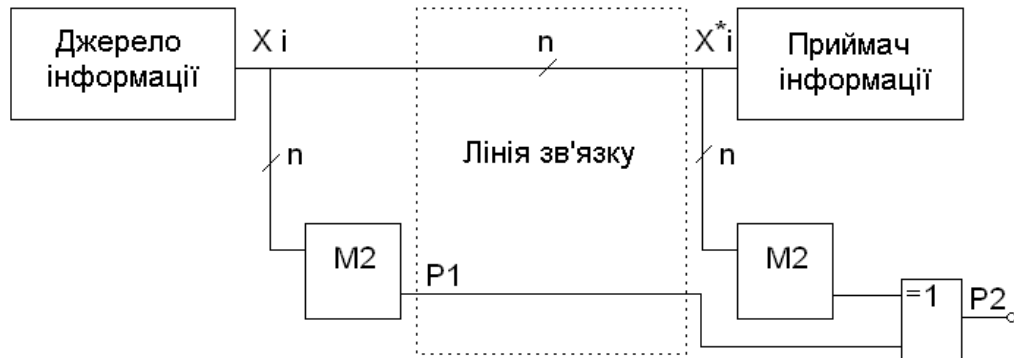 Джерело
інформації
X i
n
X*i
Приймач
інформації
n
Лінія зв'язку
n
M2
P1
M2
=1
P2